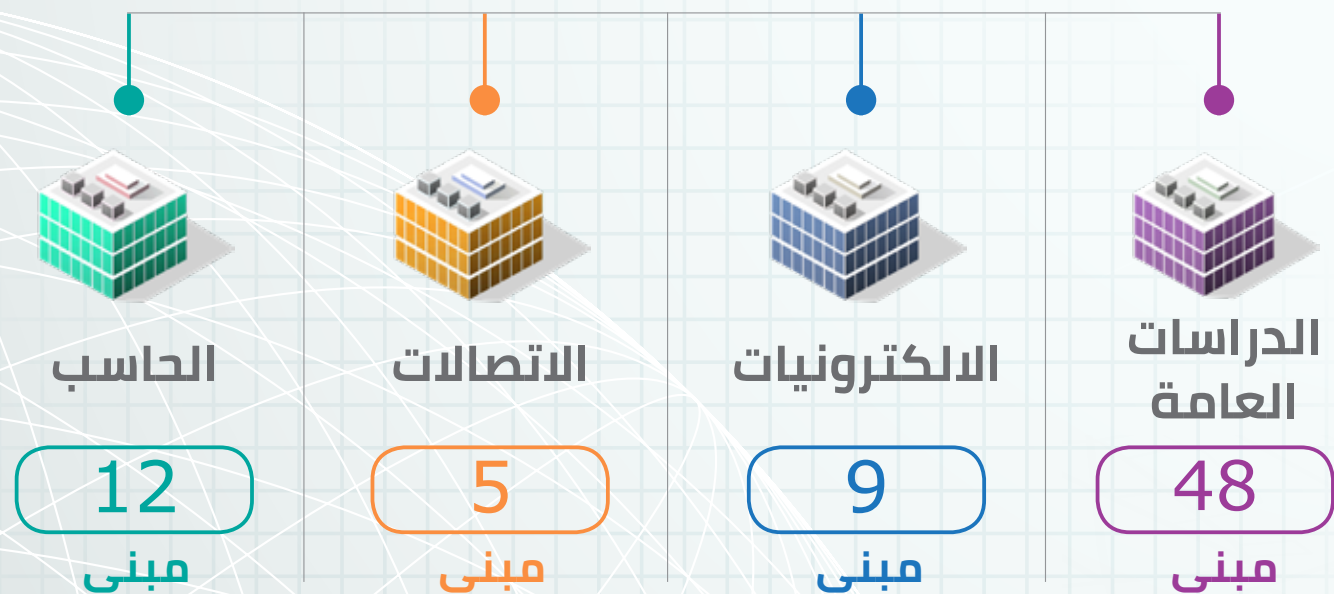 الدراسات
العامة
48
مبنى
الالكترونيات
9
مبنى
الاتصالات
5
مبنى
الحاسب
12
مبنى